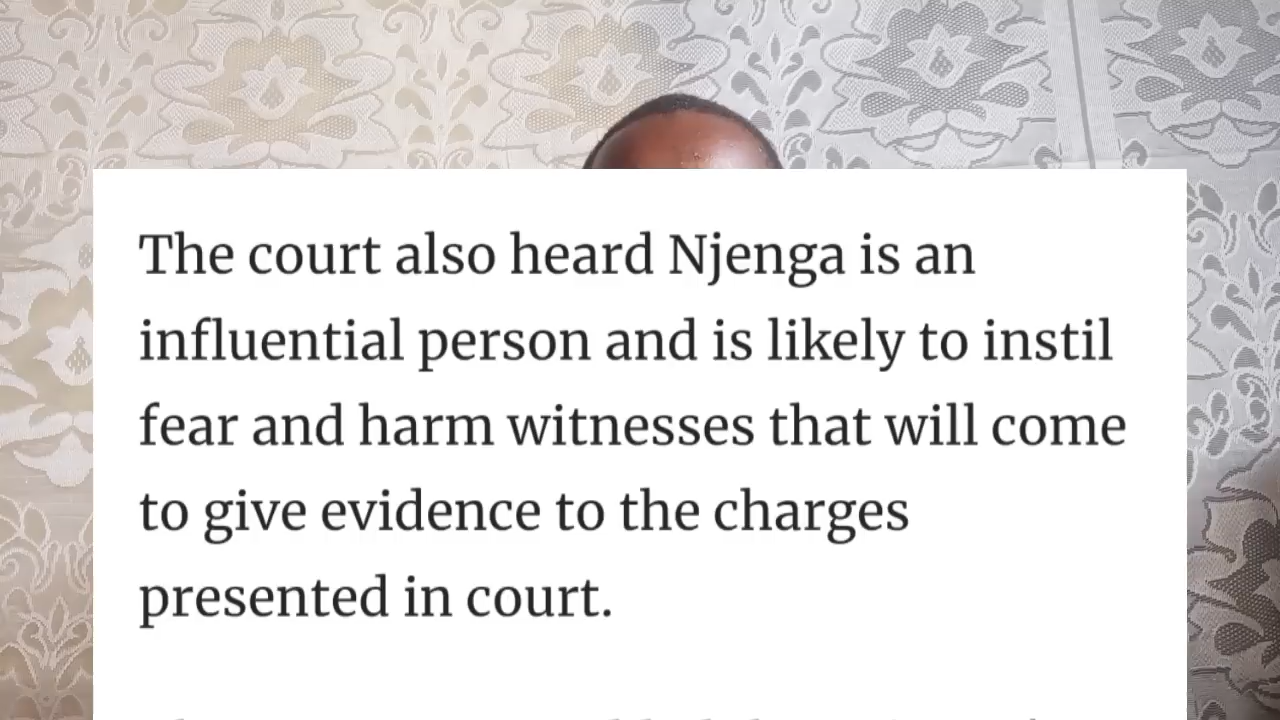 The court also heard Njenga is an
influential person and is likely to instil
fear and harm witnesses that will come
to give evidence to the charges
presented in court.